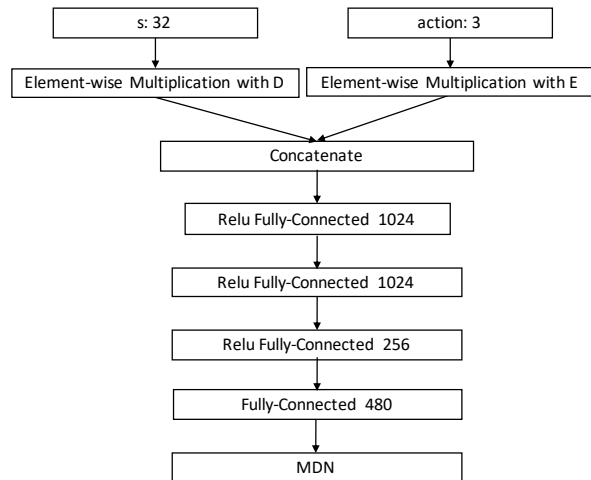 s: 32
action: 3
Element-wise Multiplication with D
Element-wise Multiplication with E
Concatenate
Relu Fully-Connected 1024
Relu Fully-Connected 1024
Relu Fully-Connected 256
Fully-Connected 480
MDN